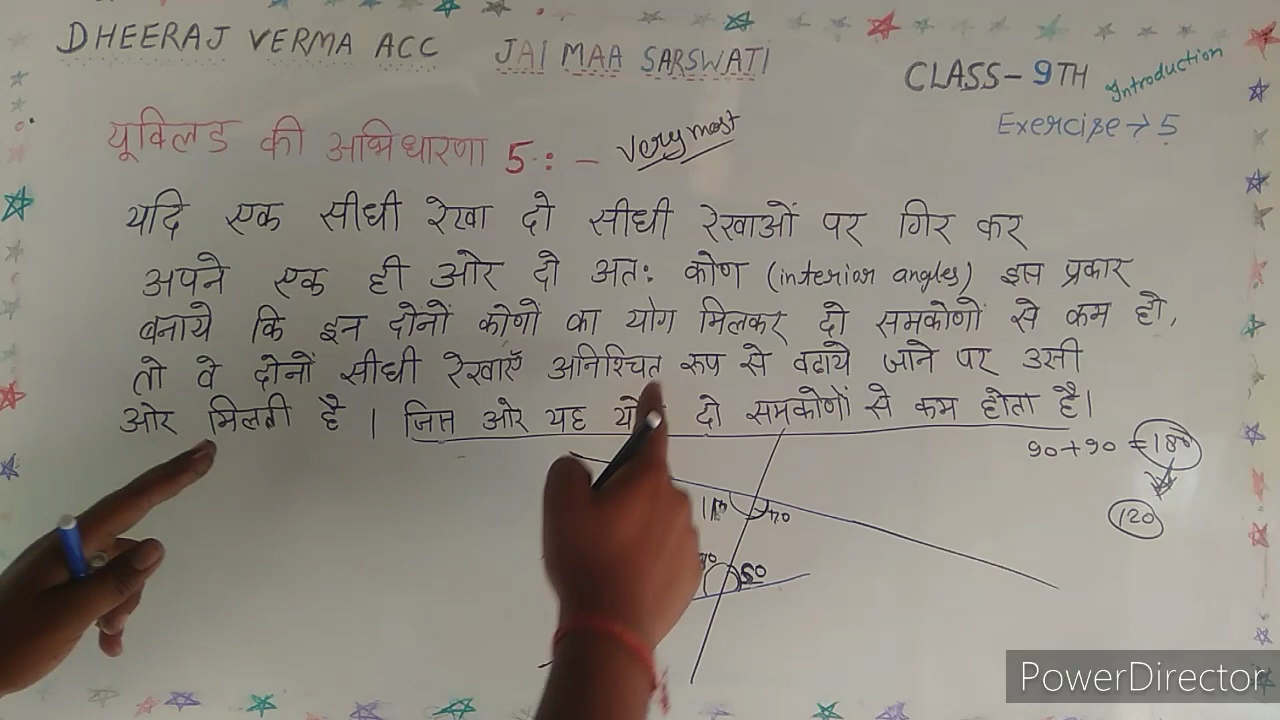 DHEERAJ VERMA ACC JAI MAA SARSWATI
CLASS-9TH Introduction
Exercise→5
यूक्लिड की अभिधारणा 5:- very most
यदि एक सीधी रेखा दो सीधी रेखाओं पर गिर कर
अपने एक ही ओर दो अतः कोण (interior angles) इस प्रकार
बनाये कि इन दोनों कोणों का योग मिलकर दो समकोणों से कम हो,
तो वे दोनों सीधी रेखाएँ अनिश्चित रूप से बढाये जाने पर उसी
ओर मिलती है । जिस ओर यह दो समकोणों से कम होता है।
90+90 = 180
120
PowerDirector